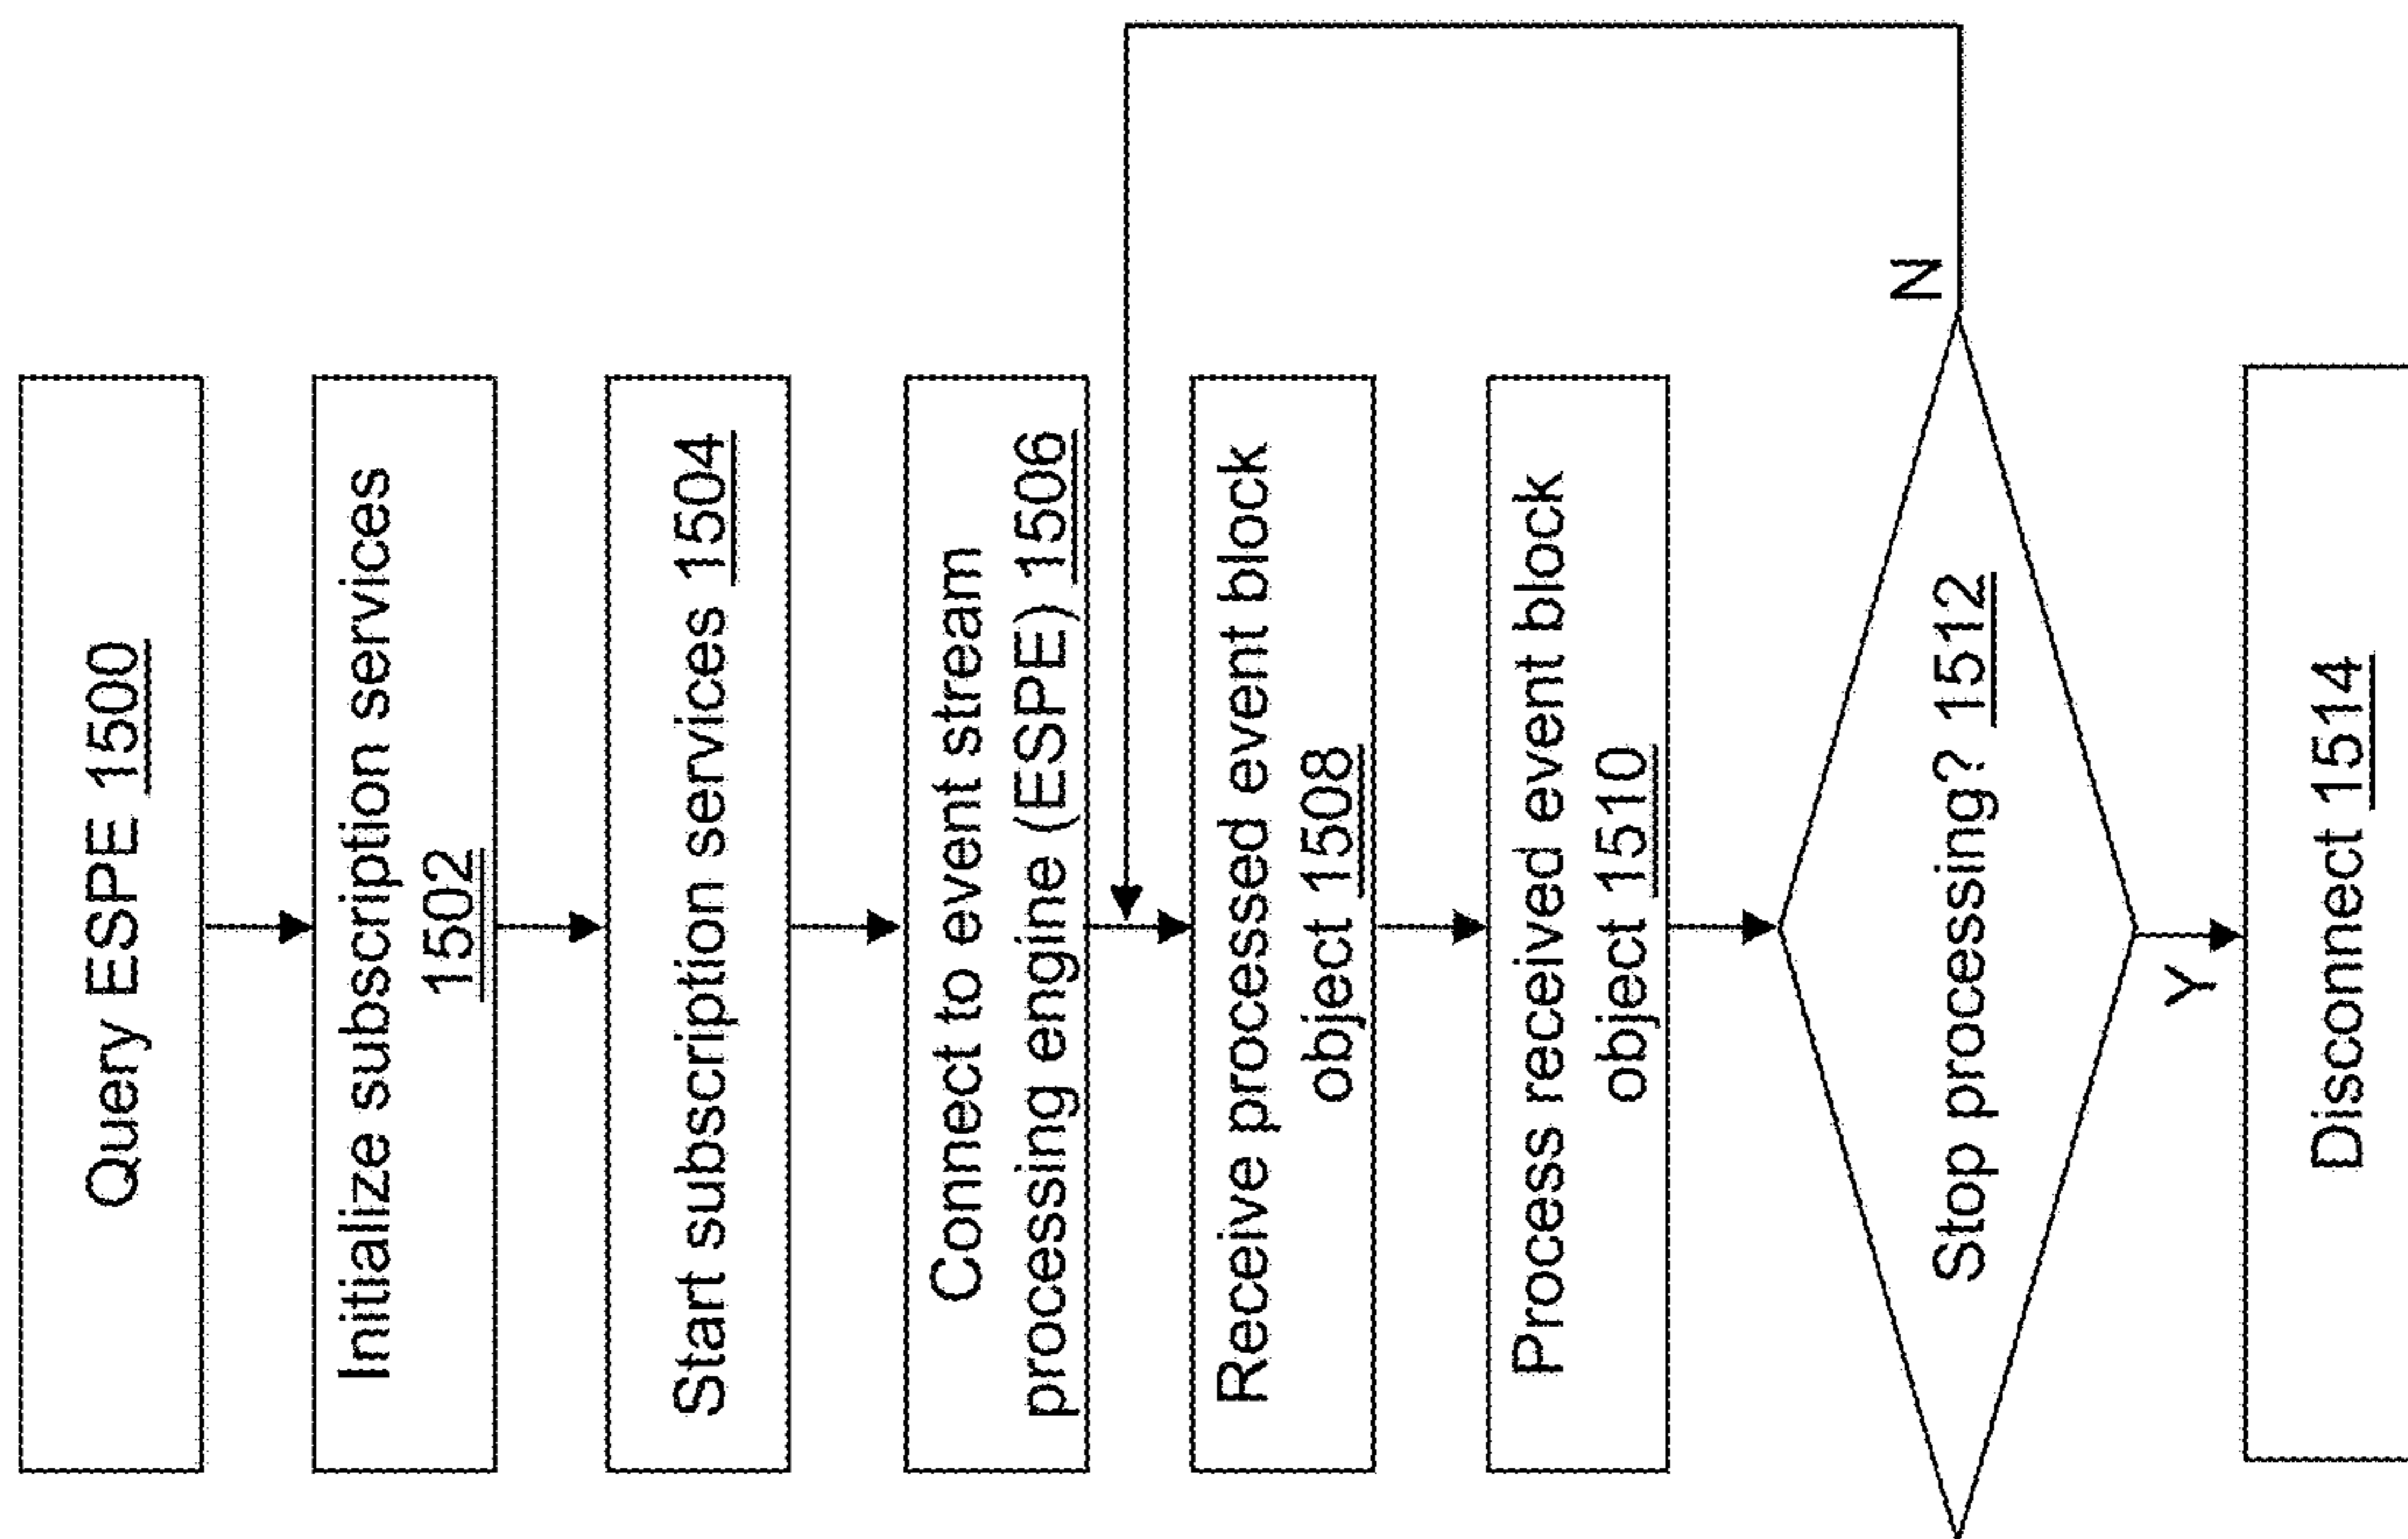 Query ESPE 1500
Initialize subscription services
1502
Start subscription services 1504
Connect to event stream
processing engine (ESPE) 1506
Receive processed event block
object 1508
Process received event block
object 1510
Stop processing? 1512
N
Y
Disconnect 1514